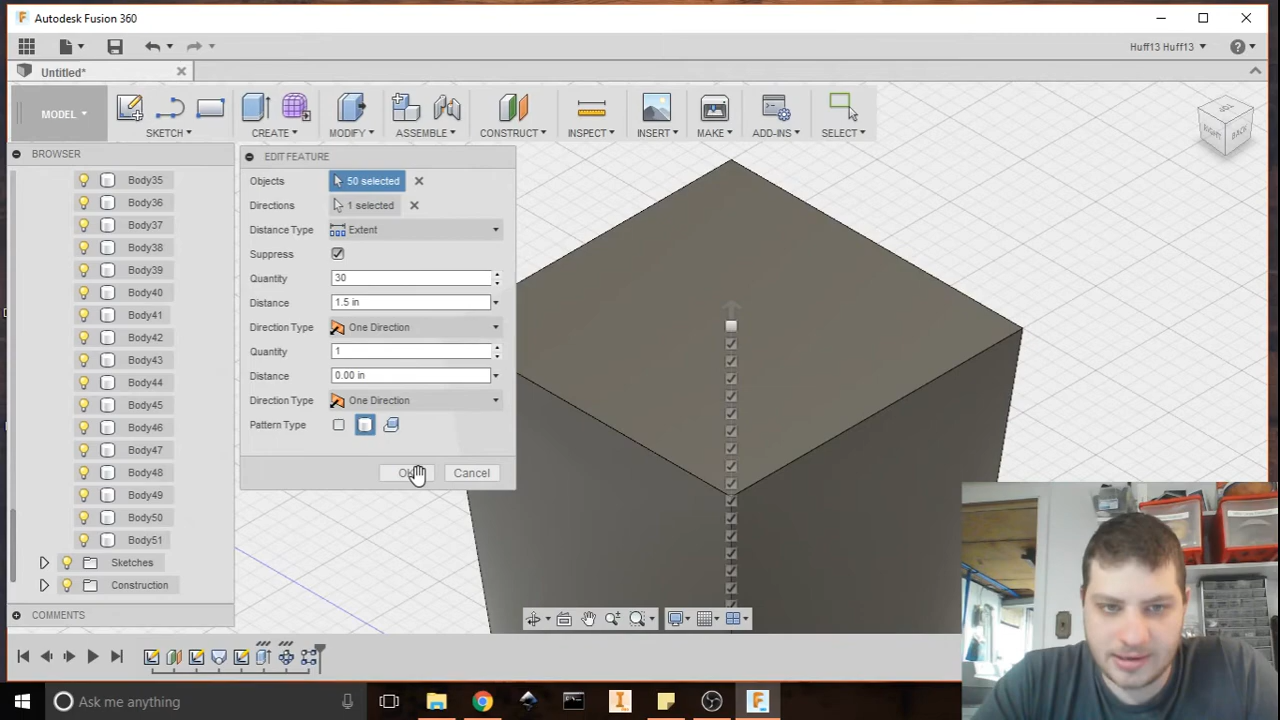 Autodesk Fusion 360
Huff13 Huff13
Untitled*
MODEL
SKETCH
CREATE
MODIFY
ASSEMBLE
CONSTRUCT
INSPECT
INSERT
MAKE
ADD-INS
SELECT
TOP
RIGHT
BACK
BROWSER
Body35
Body36
Body37
Body38
Body39
Body40
Body41
Body42
Body43
Body44
Body45
Body46
Body47
Body48
Body49
Body50
Body51
Sketches
Construction
COMMENTS
EDIT FEATURE
Objects 50 selected
Directions 1 selected
Distance Type Extent
Suppress
Quantity 30
Distance 1.5 in
Direction Type One Direction
Quantity 1
Distance 0.00 in
Direction Type One Direction
Pattern Type
Cancel
Ask me anything